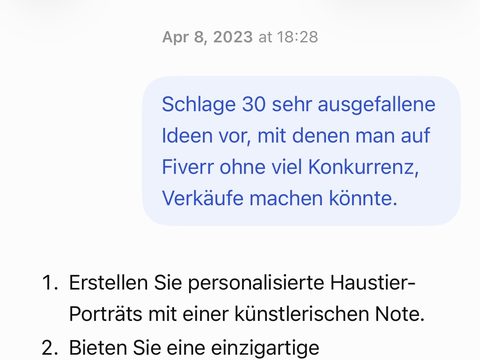 Apr 8, 2023 at 18:28
Schlage 30 sehr ausgefallene
Ideen vor, mit denen man auf
Fiverr ohne viel Konkurrenz,
Verkäufe machen könnte.
1. Erstellen Sie personalisierte Haustier-
Porträts mit einer künstlerischen Note.
2. Bieten Sie eine einzigartige